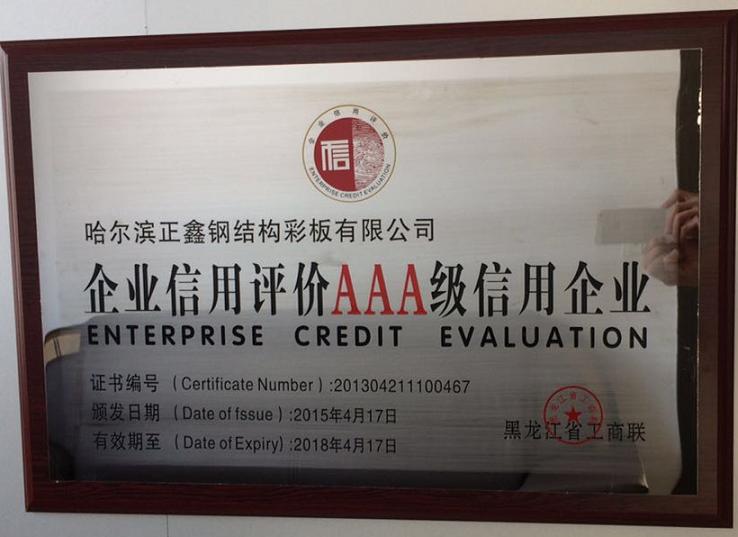 企业信用评价
信
ENTERPRISE CREDIT EVALUATION
哈尔滨正鑫钢结构彩板有限公司
企业信用评价AAA级信用企业
ENTERPRISE CREDIT EVALUATION
证书编号（Certificate Number）:201304211100467
颁发日期（Date of fssue）:2015年4月17日
有效期至（Date of Expiry):2018年4月17日
黑龙江省工商联